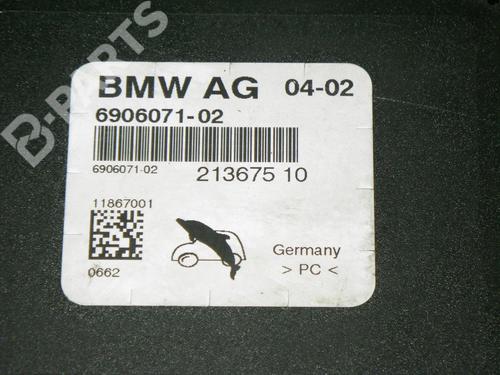 BMW AG 04-02
6906071-02
6906071-02 213675 10
11867001
0662
Germany
> PC <
B-PARTS